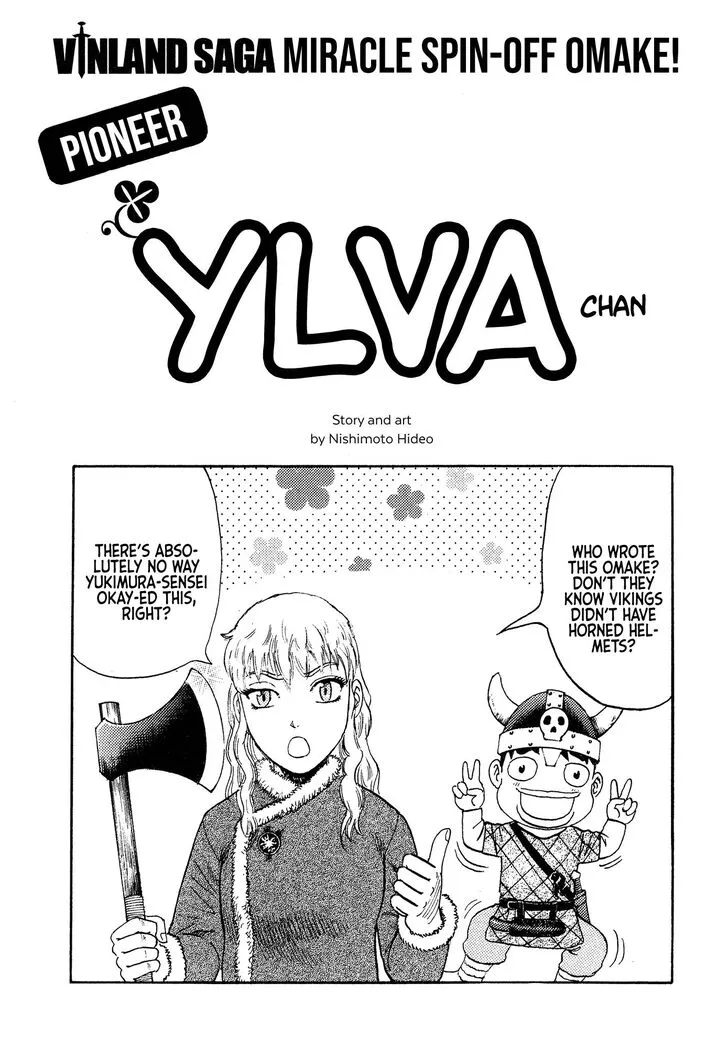 VINLAND SAGA MIRACLE SPIN-OFF OMAKE!
PIONEER
YLVA
CHAN
Story and art
by Nishimoto Hideo
THERE'S ABSO-
LUTELY NO WAY
YUKIMURA-SENSEI
OKAY-ED THIS,
RIGHT?
WHO WROTE
THIS OMAKE?
DON'T THEY
KNOW VIKINGS
DIDN'T HAVE
HORNED HEL-
METS?